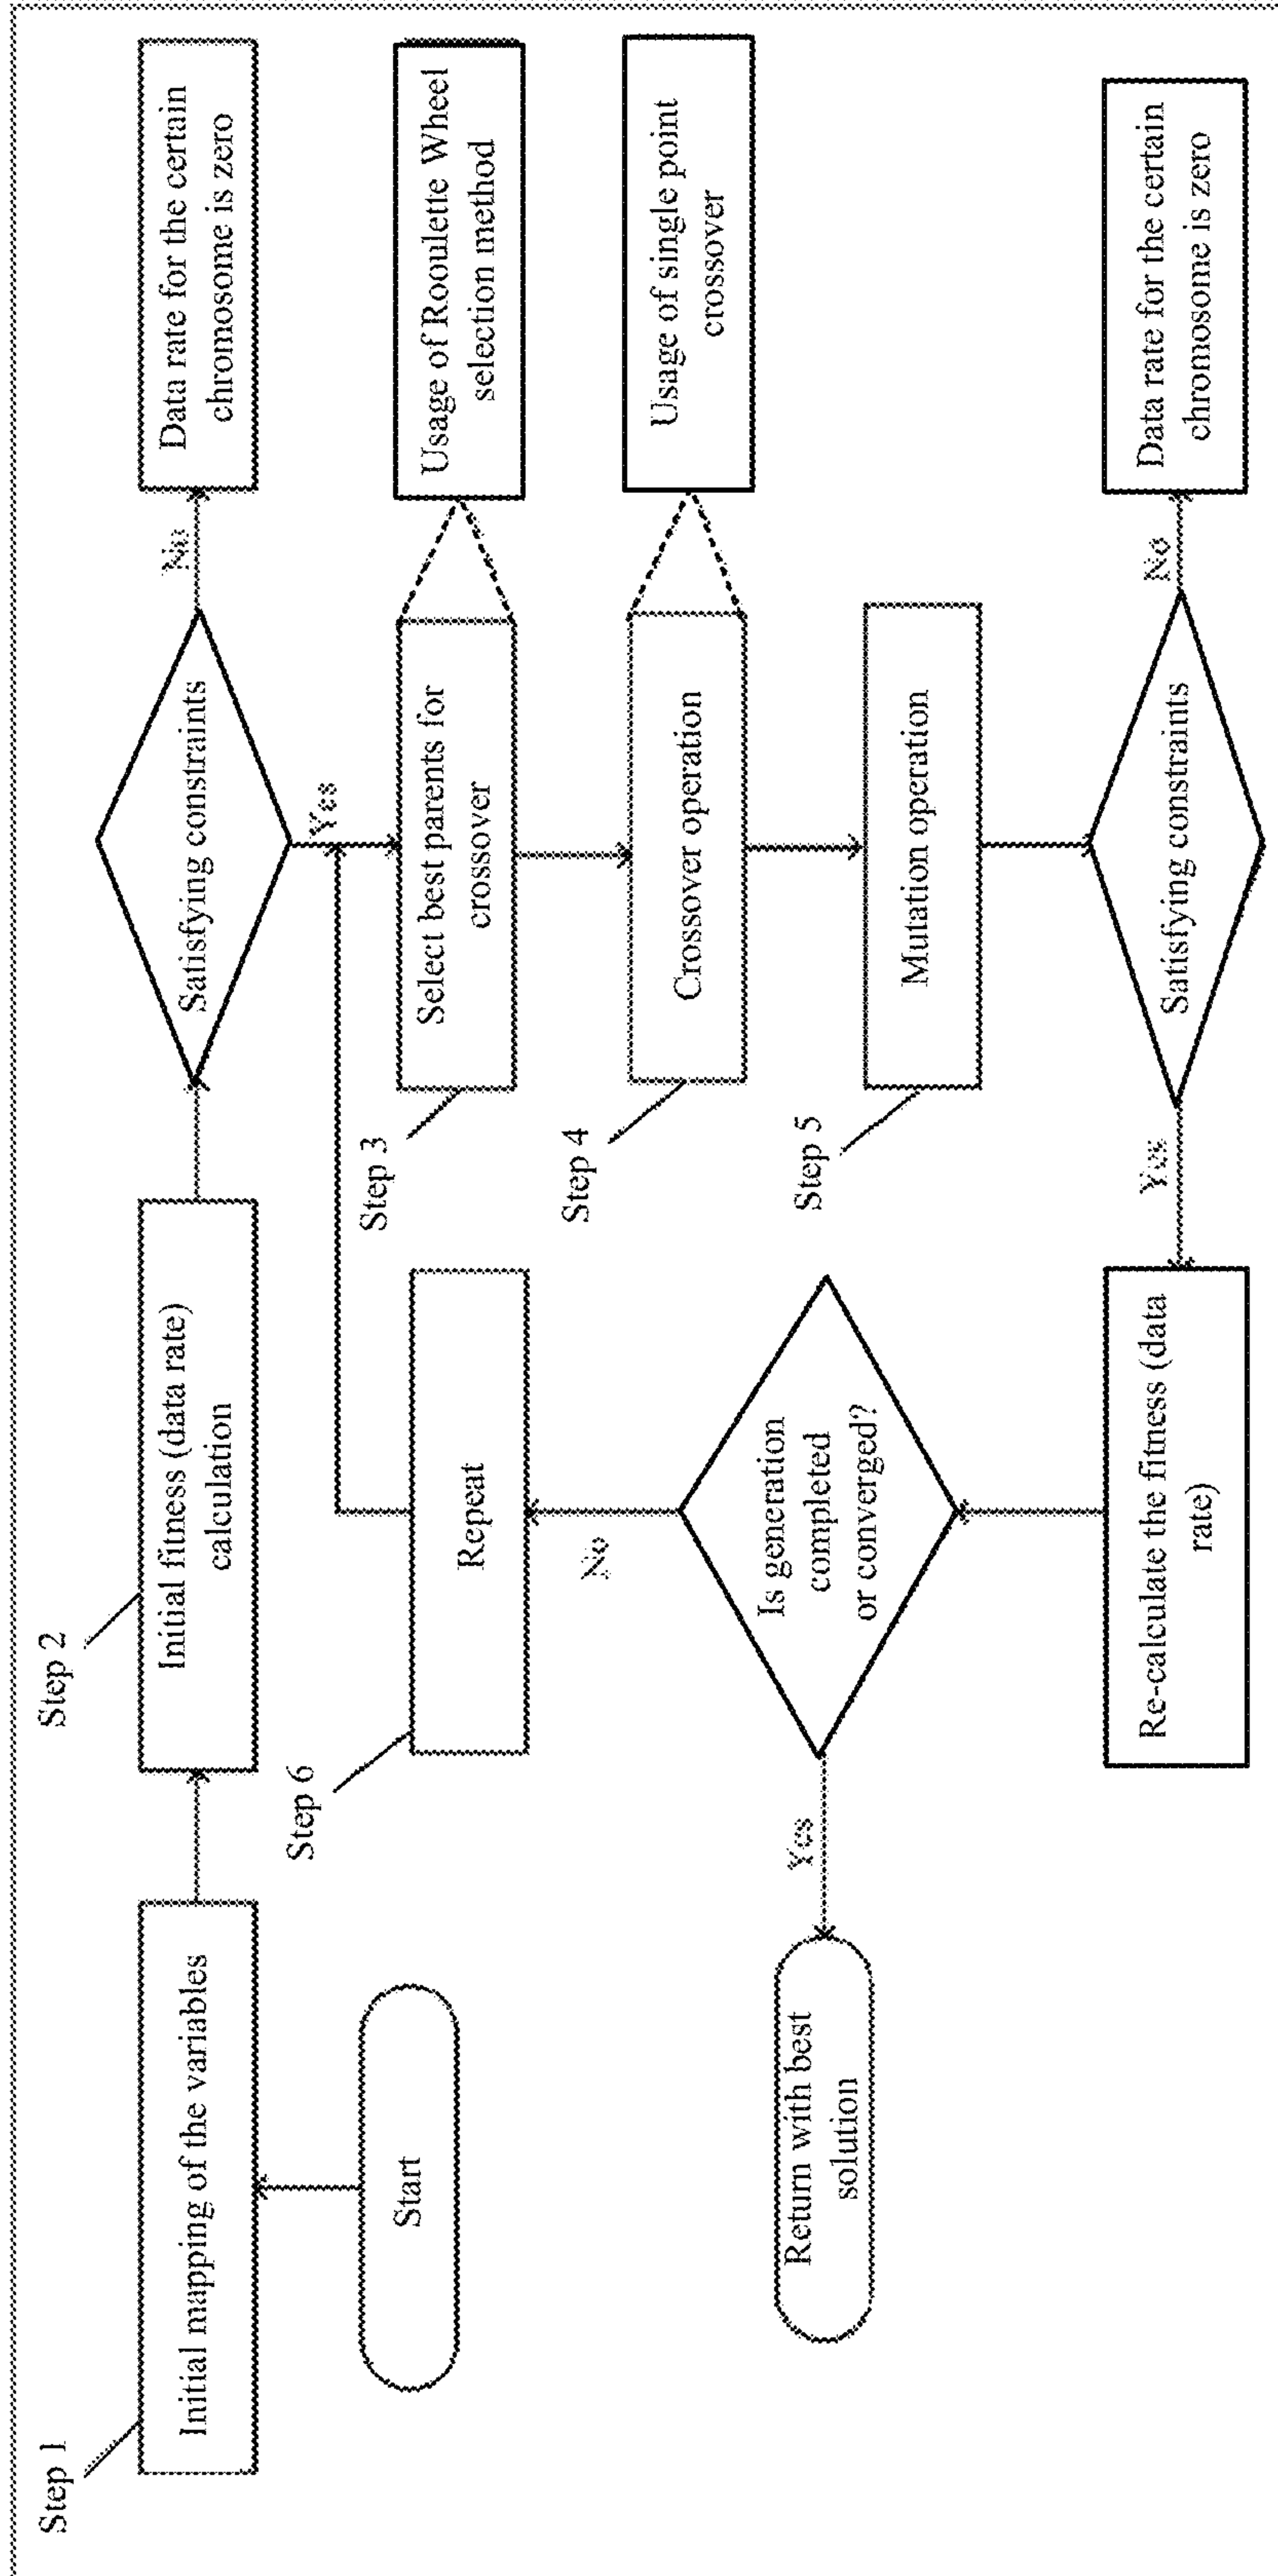 Step 1
Initial mapping of the variables
Start
Step 2
Initial fitness (data rate)
calculation
Satisfying constraints
No
Data rate for the certain
chromosome is zero
Yes
Step 3
Select best parents for
crossover
Usage of Rooulette Wheel
selection method
Step 4
Crossover operation
Usage of single point
crossover
Step 5
Mutation operation
Satisfying constraints
No
Data rate for the certain
chromosome is zero
Yes
Re-calculate the fitness (data
rate)
Is generation
completed
or converged?
No
Step 6
Repeat
Yes
Return with best
solution